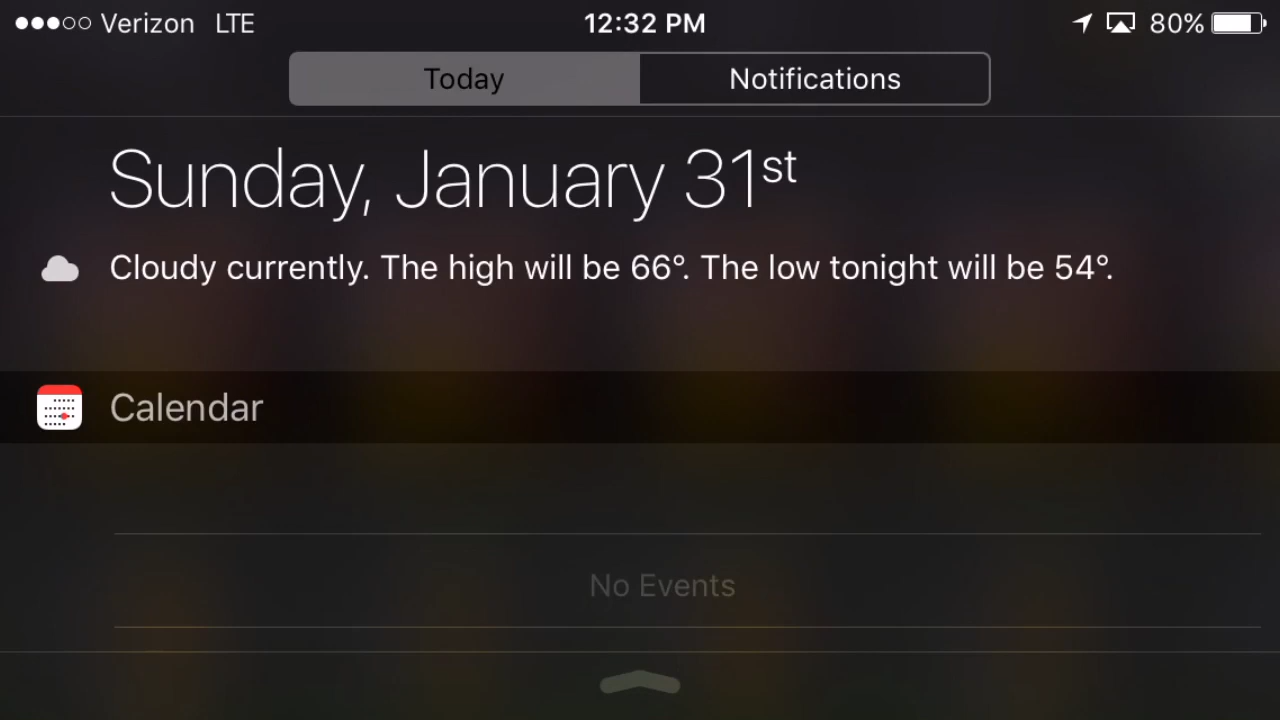 Verizon LTE 12:32 PM 80%
Today Notifications
Sunday, January 31st
Cloudy currently. The high will be 66°. The low tonight will be 54°.
Calendar
No Events